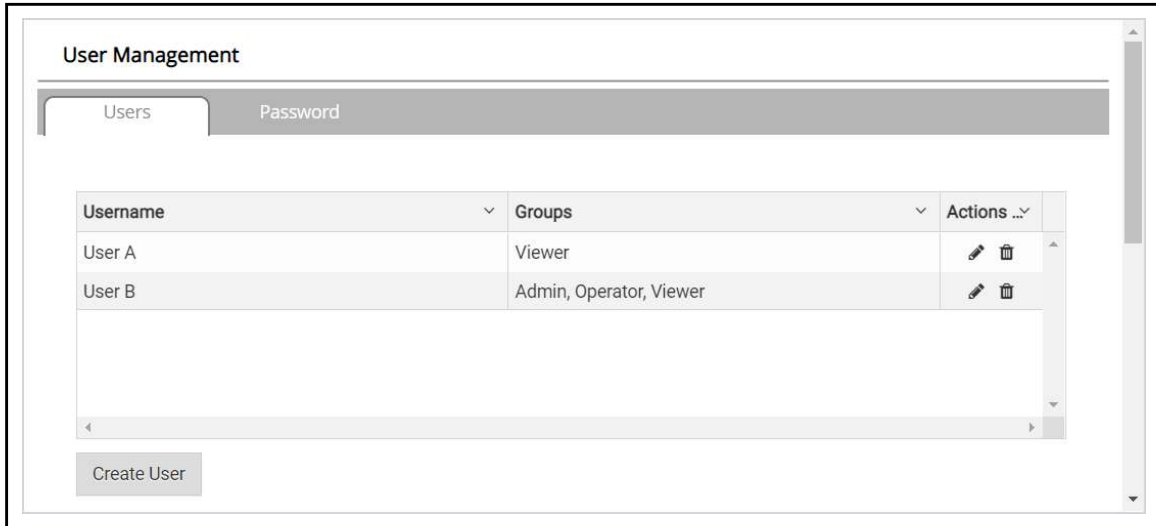 User Management
Users Password
Username Groups Actions ...
User A Viewer
User B Admin, Operator, Viewer
Create User